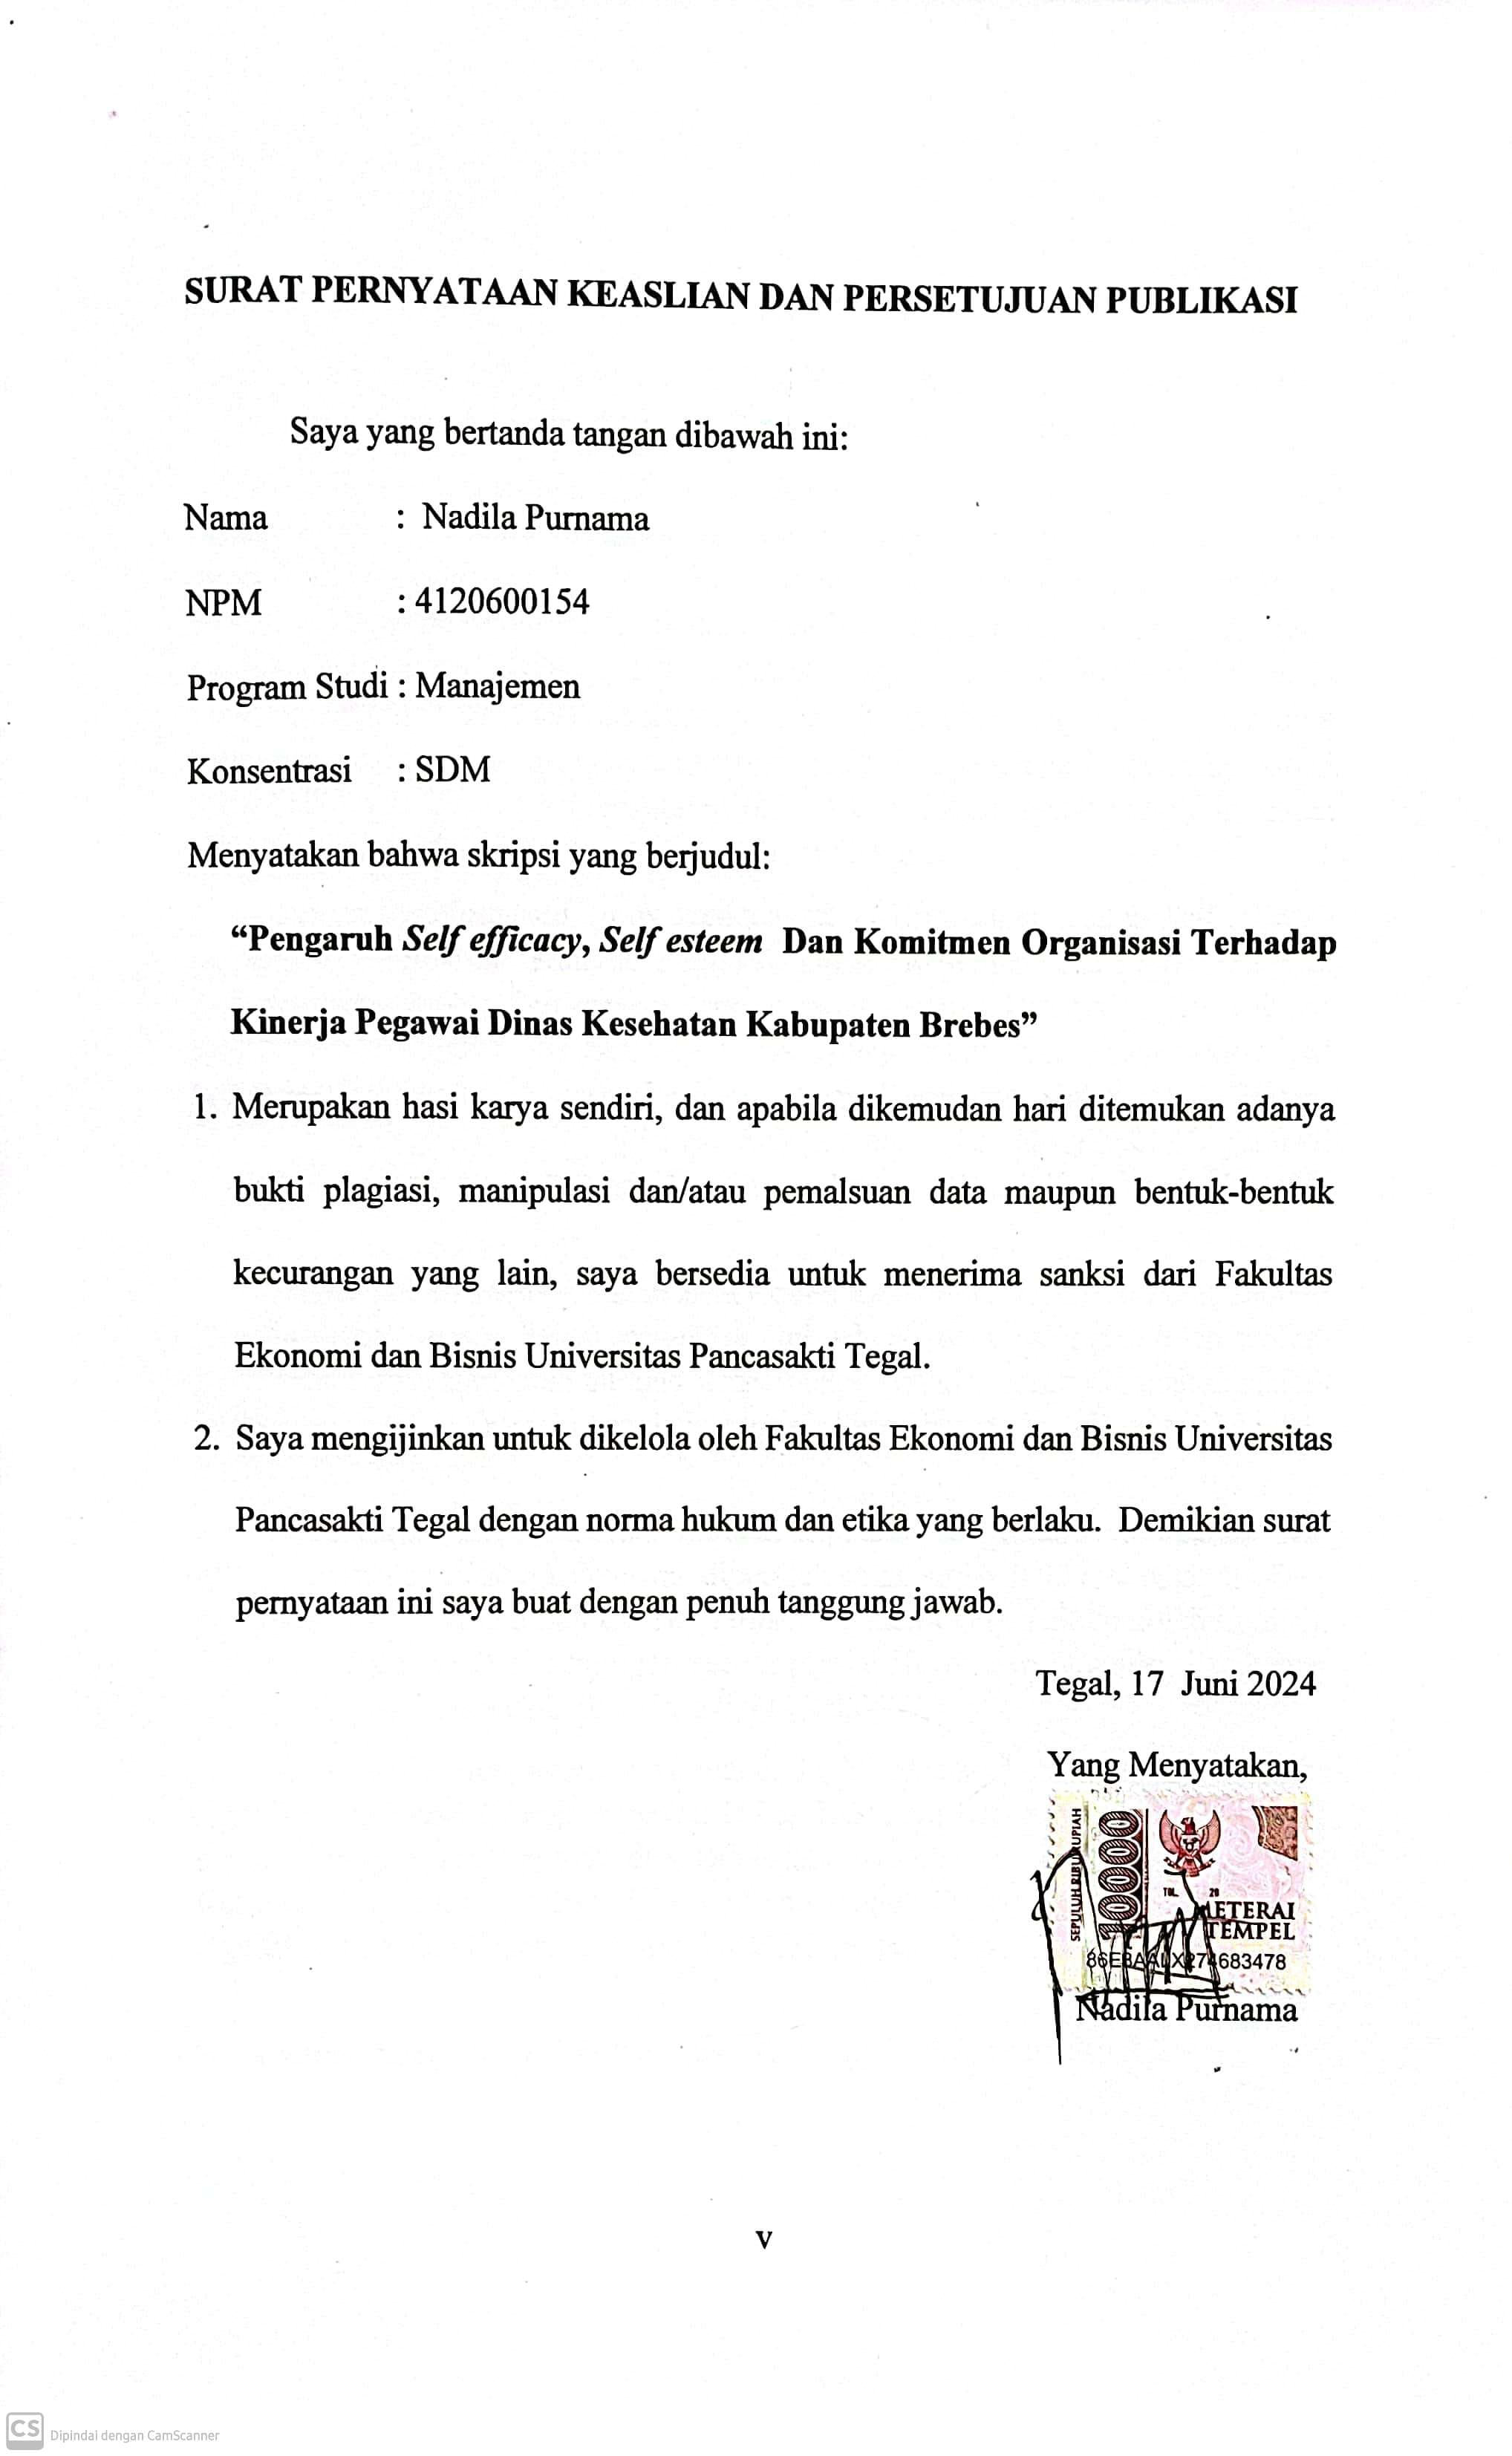 SURAT PERNYATAAN KEASLIAN DAN PERSETUJUAN PUBLIKASI
Saya yang bertanda tangan dibawah ini:
Nama : Nadila Purnama
NPM : 4120600154
Program Studi : Manajemen
Konsentrasi : SDM
Menyatakan bahwa skripsi yang berjudul:
“Pengaruh Self efficacy, Self esteem Dan Komitmen Organisasi Terhadap
Kinerja Pegawai Dinas Kesehatan Kabupaten Brebes”
1. Merupakan hasi karya sendiri, dan apabila dikemudan hari ditemukan adanya
bukti plagiasi, manipulasi dan/atau pemalsuan data maupun bentuk-bentuk
kecurangan yang lain, saya bersedia untuk menerima sanksi dari Fakultas
Ekonomi dan Bisnis Universitas Pancasakti Tegal.
2. Saya mengijinkan untuk dikelola oleh Fakultas Ekonomi dan Bisnis Universitas
Pancasakti Tegal dengan norma hukum dan etika yang berlaku. Demikian surat
pernyataan ini saya buat dengan penuh tanggung jawab.
Tegal, 17 Juni 2024
Yang Menyatakan,
SEPULUH RIBU RUPIAH
10000
TGL. 20
METERAI
TEMPEL
Nadila Purnama
v
CS Dipindai dengan CamScanner